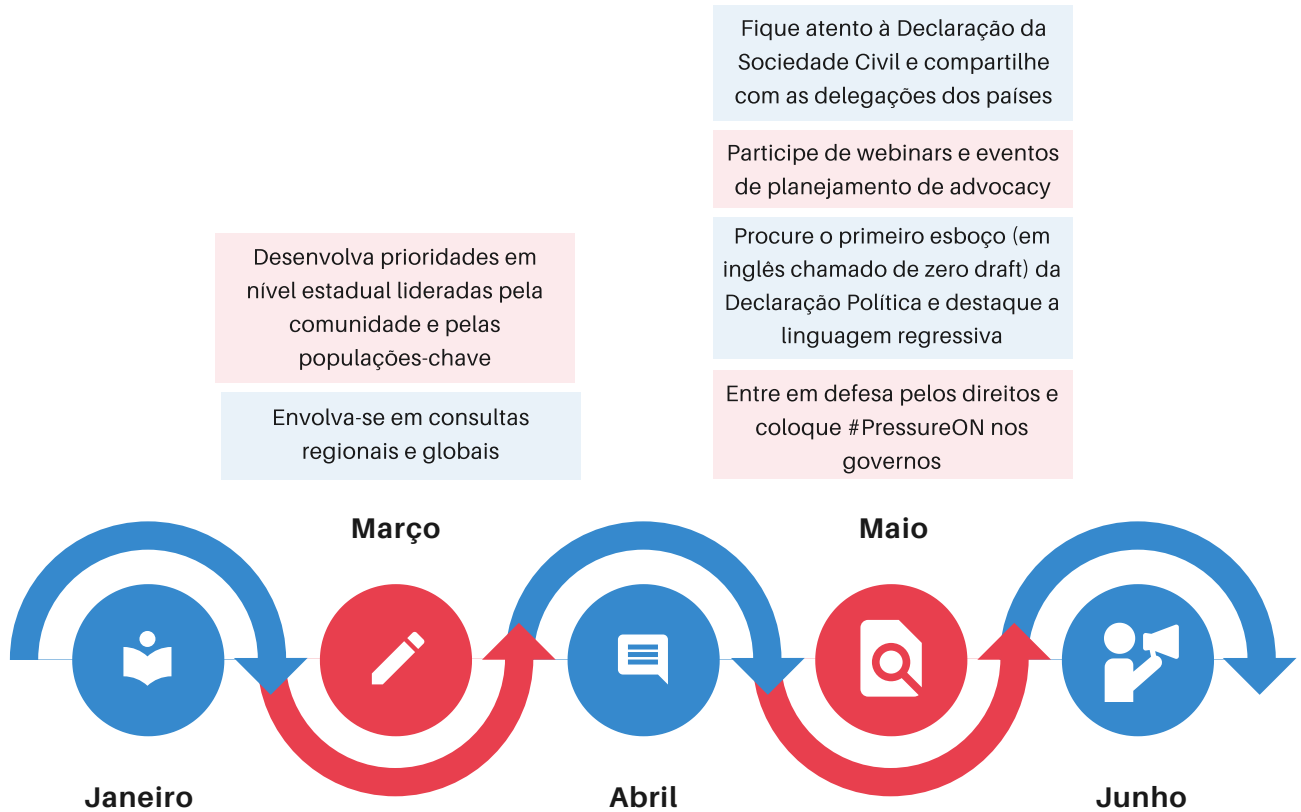 Fique atento à Declaração da
Sociedade Civil e compartilhe
com as delegações dos países
Participe de webinars e eventos
de planejamento de advocacy
Procure o primeiro esboço (em
inglês chamado de zero draft) da
Declaração Política e destaque a
linguagem regressiva
Entre em defesa pelos direitos e
coloque #PressureON nos
governos
Desenvolva prioridades em
nível estadual lideradas pela
comunidade e pelas
populações-chave
Envolva-se em consultas
regionais e globais
Março
Maio
Janeiro
Abril
Junho